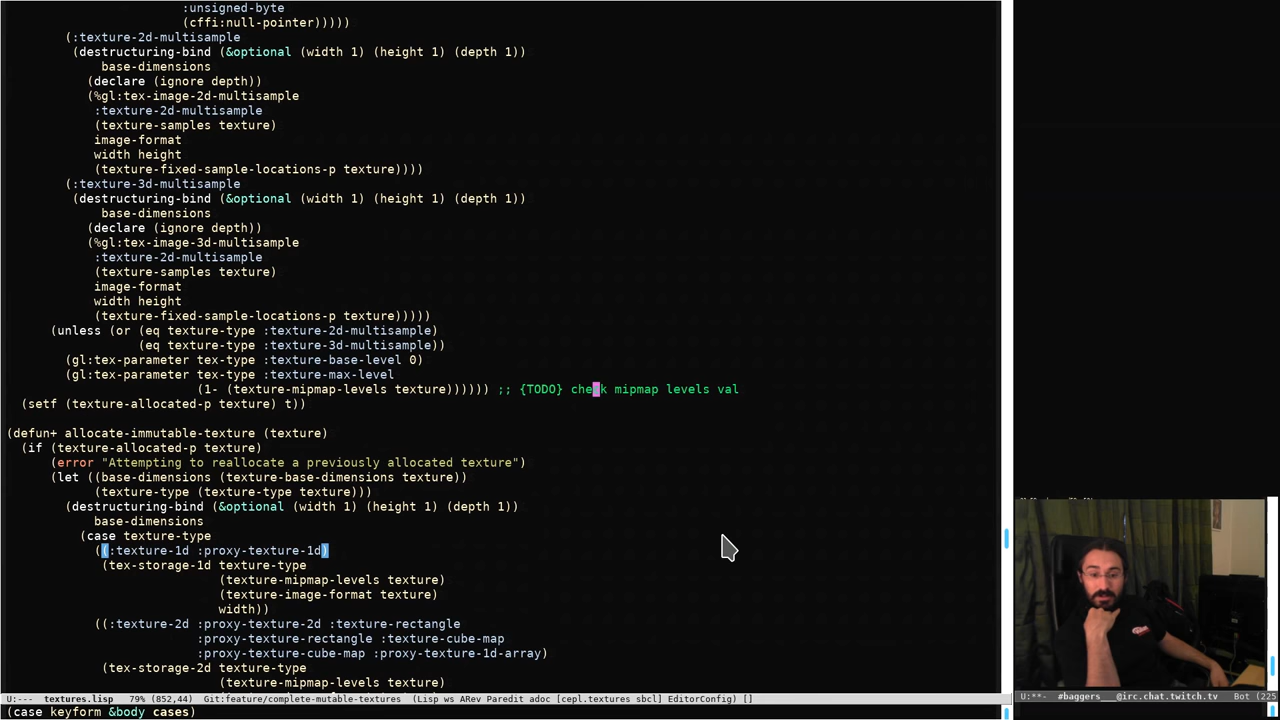 :unsigned-byte
(cffi:null-pointer)))))
(:texture-2d-multisample
(destructuring-bind (&optional (width 1) (height 1) (depth 1))
base-dimensions
(declare (ignore depth))
(%gl:tex-image-2d-multisample
:texture-2d-multisample
(texture-samples texture)
image-format
width height
(texture-fixed-sample-locations-p texture))))
(:texture-3d-multisample
(destructuring-bind (&optional (width 1) (height 1) (depth 1))
base-dimensions
(declare (ignore depth))
(%gl:tex-image-3d-multisample
:texture-2d-multisample
(texture-samples texture)
image-format
width height
(texture-fixed-sample-locations-p texture)))))
(unless (or (eq texture-type :texture-2d-multisample)
(eq texture-type :texture-3d-multisample))
(gl:tex-parameter tex-type :texture-base-level 0)
(gl:tex-parameter tex-type :texture-max-level
(1- (texture-mipmap-levels texture)))))) ;; {TODO} check mipmap levels val
(setf (texture-allocated-p texture) t))
(defun+ allocate-immutable-texture (texture)
(if (texture-allocated-p texture)
(error "Attempting to reallocate a previously allocated texture")
(let ((base-dimensions (texture-base-dimensions texture))
(texture-type (texture-type texture)))
(destructuring-bind (&optional (width 1) (height 1) (depth 1))
base-dimensions
(case texture-type
((:texture-1d :proxy-texture-1d)
(tex-storage-1d texture-type
(texture-mipmap-levels texture)
(texture-image-format texture)
width))
((:texture-2d :proxy-texture-2d :texture-rectangle
:proxy-texture-rectangle :texture-cube-map
:proxy-texture-cube-map :proxy-texture-1d-array)
(tex-storage-2d texture-type
(texture-mipmap-levels texture)
U:--- textures.lisp 79% (852,44) Git:feature/complete-mutable-textures (Lisp ws ARev Paredit adoc [cepl.textures sbcl] EditorConfig) []
(case keyform &body cases)
U:**- #baggers___@irc.chat.twitch.tv Bot (225